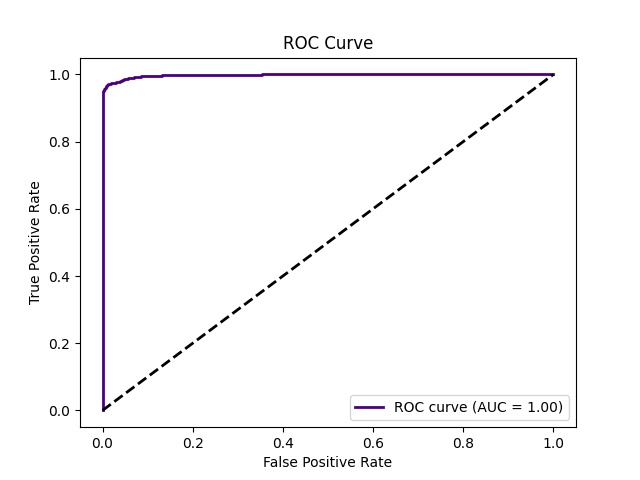 ROC Curve
True Positive Rate
1.0
0.8
0.6
0.4
0.2
0.0
ROC curve (AUC = 1.00)
0.0 0.2 0.4 0.6 0.8 1.0
False Positive Rate